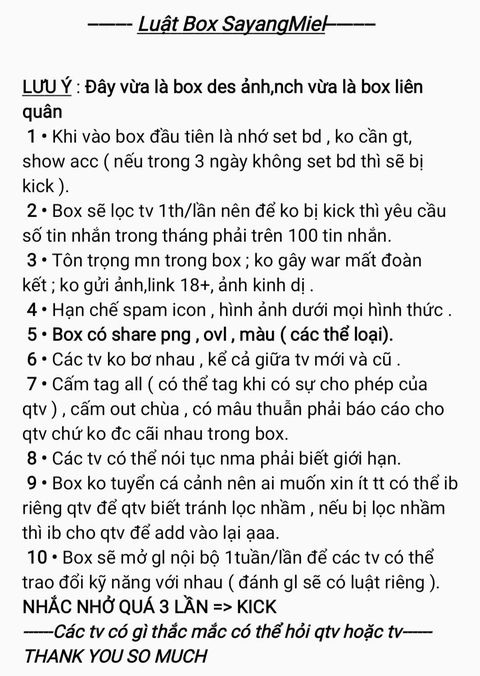 ------- Luật Box SayangMiel--------
LƯU Ý : Đây vừa là box des ảnh,nch vừa là box liên
quân
1 • Khi vào box đầu tiên là nhớ set bd , ko cần gt,
show acc ( nếu trong 3 ngày không set bd thì sẽ bị
kick ).
2 • Box sẽ lọc tv 1th/lần nên để ko bị kick thì yêu cầu
số tin nhắn trong tháng phải trên 100 tin nhắn.
3 • Tôn trọng mn trong box ; ko gây war mất đoàn
kết ; ko gửi ảnh,link 18+, ảnh kinh dị .
4 • Hạn chế spam icon , hình ảnh dưới mọi hình thức .
5 • Box có share png , ovl , màu ( các thể loại).
6 • Các tv ko bơ nhau , kể cả giữa tv mới và cũ .
7 • Cấm tag all ( có thể tag khi có sự cho phép của
qtv ) , cấm out chùa , có mâu thuẫn phải báo cáo cho
qtv chứ ko đc cãi nhau trong box.
8 • Các tv có thể nói tục nma phải biết giới hạn.
9 • Box ko tuyển cá cảnh nên ai muốn xin ít tt có thể ib
riêng qtv để qtv biết tránh lọc nhầm , nếu bị lọc nhầm
thì ib cho qtv để add vào lại ạaa.
10 • Box sẽ mở gl nội bộ 1tuần/lần để các tv có thể
trao đổi kỹ năng với nhau ( đánh gl sẽ có luật riêng ).
NHẮC NHỞ QUÁ 3 LẦN => KICK
------Các tv có gì thắc mắc có thể hỏi qtv hoặc tv------
THANK YOU SO MUCH